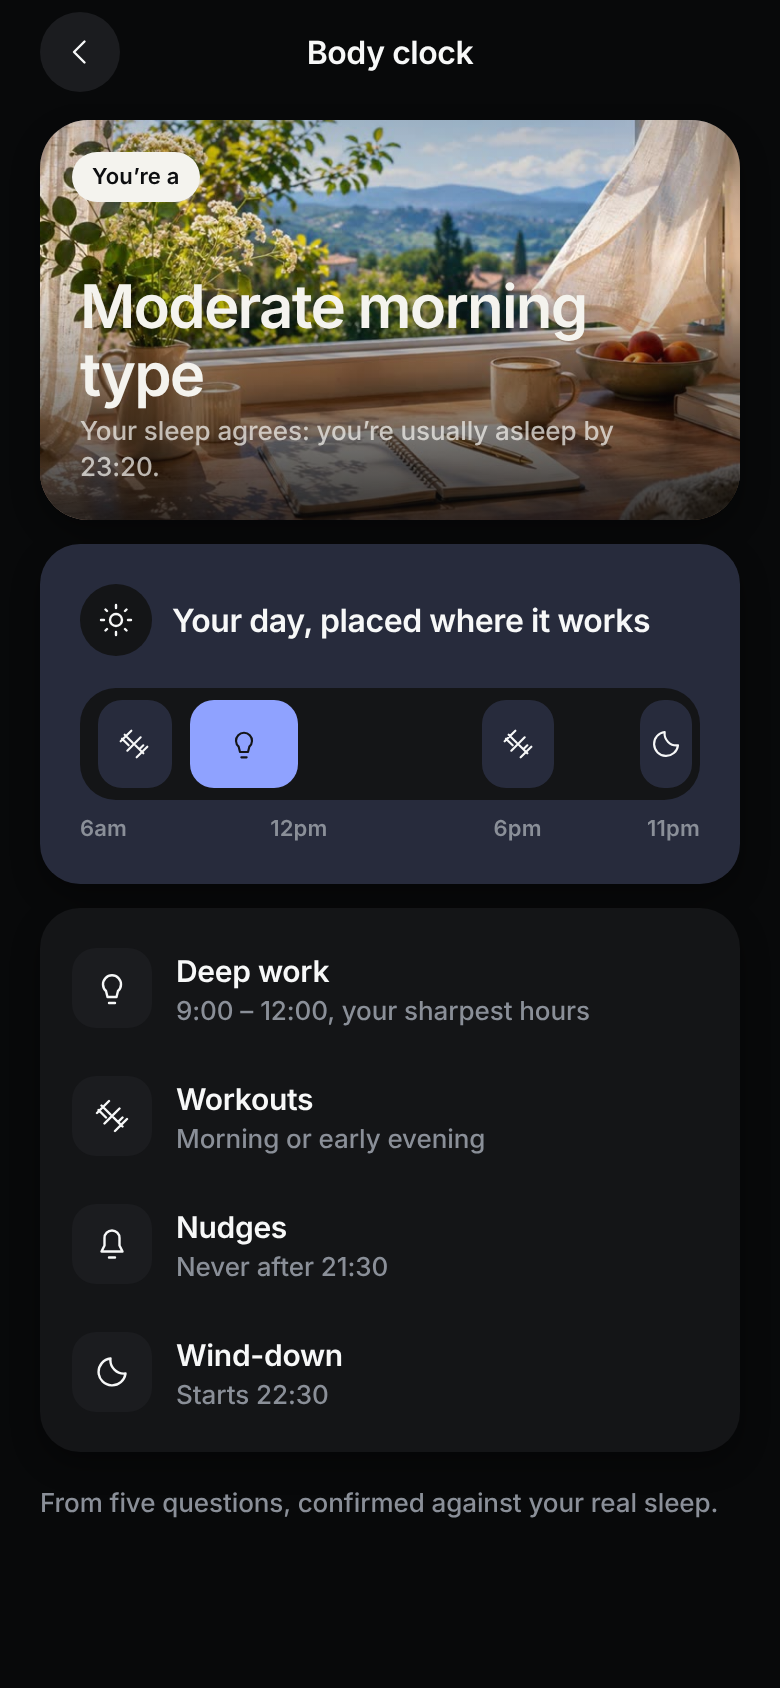 Body clock
You’re a
Moderate morning
type
Your sleep agrees: you’re usually asleep by
23:20.
Your day, placed where it works
6am 12pm 6pm 11pm
Deep work
9:00 – 12:00, your sharpest hours
Workouts
Morning or early evening
Nudges
Never after 21:30
Wind-down
Starts 22:30
From five questions, confirmed against your real sleep.